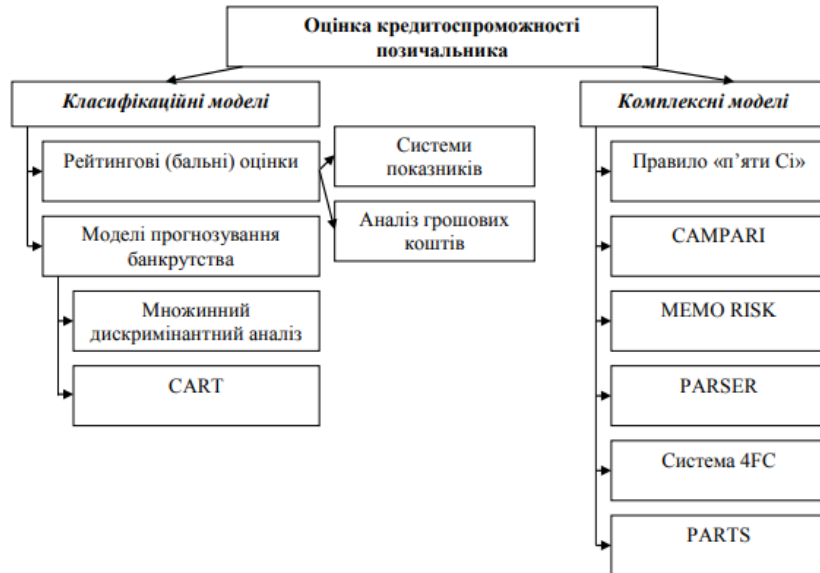 Оцінка кредитоспроможності
позичальника
Класифікаційні моделі
Рейтингові (бальні) оцінки
Системи
показників
Аналіз грошових
коштів
Моделі прогнозування
банкрутства
Множинний
дискримінантний аналіз
CART
Комплексні моделі
Правило «п’яти Сі»
CAMPARI
MEMO RISK
PARSER
Система 4FC
PARTS